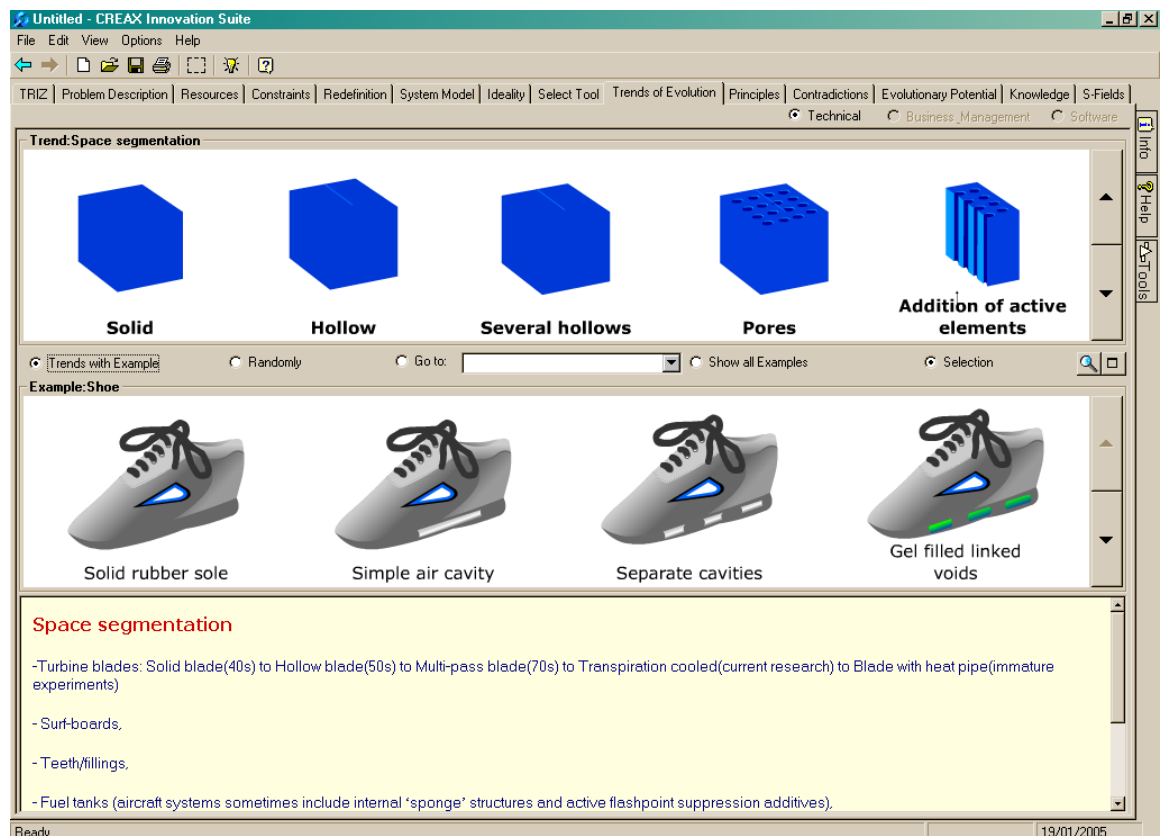 Untitled - CREAX Innovation Suite
File Edit View Options Help
TRIZ Problem Description Resources Constraints Redefinition System Model Ideality Select Tool Trends of Evolution Principles Contradictions Evolutionary Potential Knowledge S-Fields
Technical Business_Management Software
Info
Help
Tools
Trend:Space segmentation
Solid Hollow Several hollows Pores Addition of active
elements
Trends with Example Randomly Go to: Show all Examples Selection
Example:Shoe
Solid rubber sole Simple air cavity Separate cavities Gel filled linked
voids
Space segmentation
-Turbine blades: Solid blade(40s) to Hollow blade(50s) to Multi-pass blade(70s) to Transpiration cooled(current research) to Blade with heat pipe(immature
experiments)
- Surf-boards,
- Teeth/fillings,
- Fuel tanks (aircraft systems sometimes include internal ‘sponge’ structures and active flashpoint suppression additives),
Ready 19/01/2005